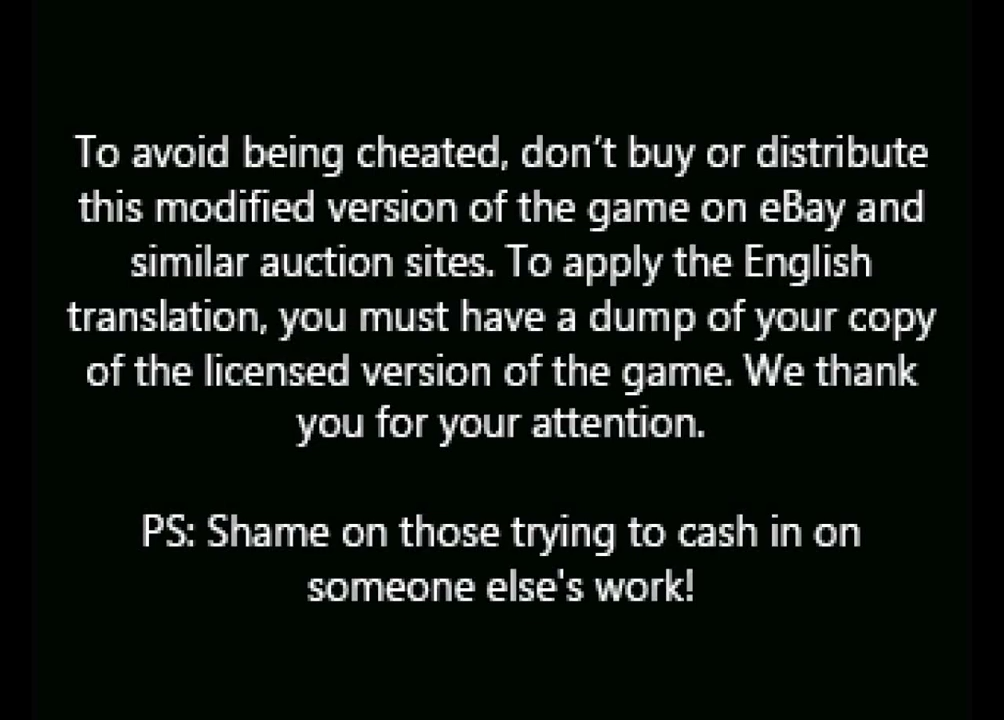 To avoid being cheated, don't buy or distribute
this modified version of the game on eBay and
similar auction sites. To apply the English
translation, you must have a dump of your copy
of the licensed version of the game. We thank
you for your attention.
PS: Shame on those trying to cash in on
someone else's work!